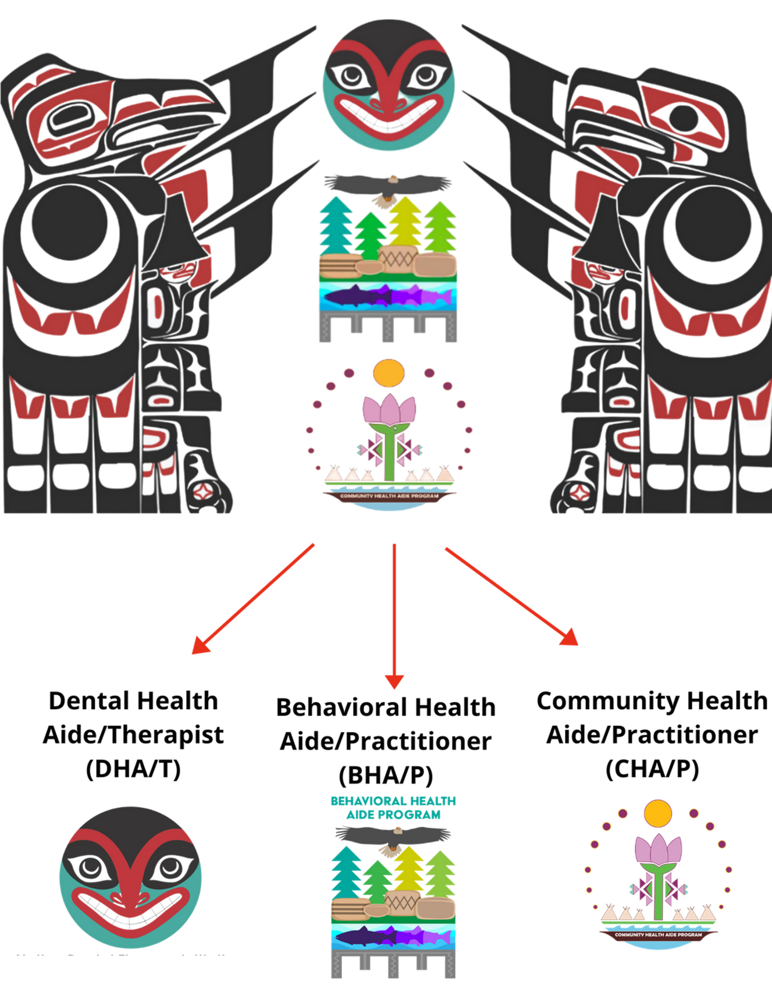 COMMUNITY HEALTH AIDE PROGRAM
Dental Health
Aide/Therapist
(DHA/T)
Behavioral Health
Aide/Practitioner
(BHA/P)
Community Health
Aide/Practitioner
(CHA/P)
BEHAVIORAL HEALTH
AIDE PROGRAM
COMMUNITY HEALTH AIDE PROGRAM